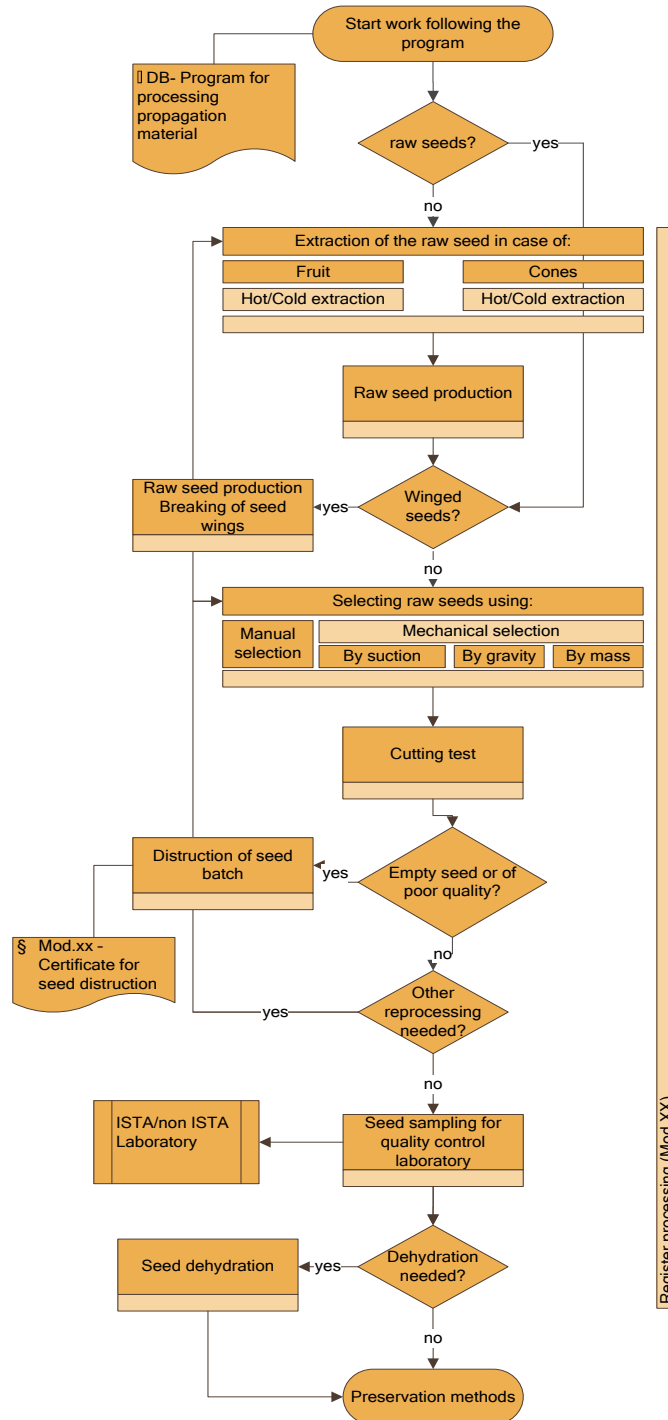 Start work following the
program
DB- Program for
processing
propagation
material
raw seeds?
yes
no
Extraction of the raw seed in case of:
Fruit
Cones
Hot/Cold extraction
Hot/Cold extraction
Raw seed production
Raw seed production
Breaking of seed
wings
yes
Winged
seeds?
no
Selecting raw seeds using:
Manual
selection
Mechanical selection
By suction
By gravity
By mass
Cutting test
Distruction of seed
batch
yes
Empty seed or of
poor quality?
§ Mod.xx -
Certificate for
seed distruction
no
Other
reprocessing
needed?
yes
no
ISTA/non ISTA
Laboratory
Seed sampling for
quality control
laboratory
Seed dehydration
yes
Dehydration
needed?
no
Preservation methods
Register processing (Mod.XX)